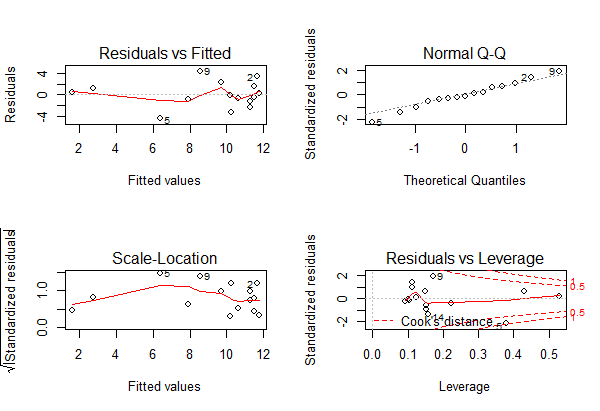 Residuals vs Fitted
Residuals
4
0
-4
9
2
5
2 4 6 8 10 12
Fitted values
Normal Q-Q
Standardized residuals
2
0
-2
9
2
5
-1 0 1
Theoretical Quantiles
Scale-Location
√|Standardized residuals|
1.0
0.0
5
9
2
2 4 6 8 10 12
Fitted values
Residuals vs Leverage
Standardized residuals
2
0
-2
9
14
5
Cook's distance
1
0.5
0.5
1
0.0 0.1 0.2 0.3 0.4 0.5
Leverage